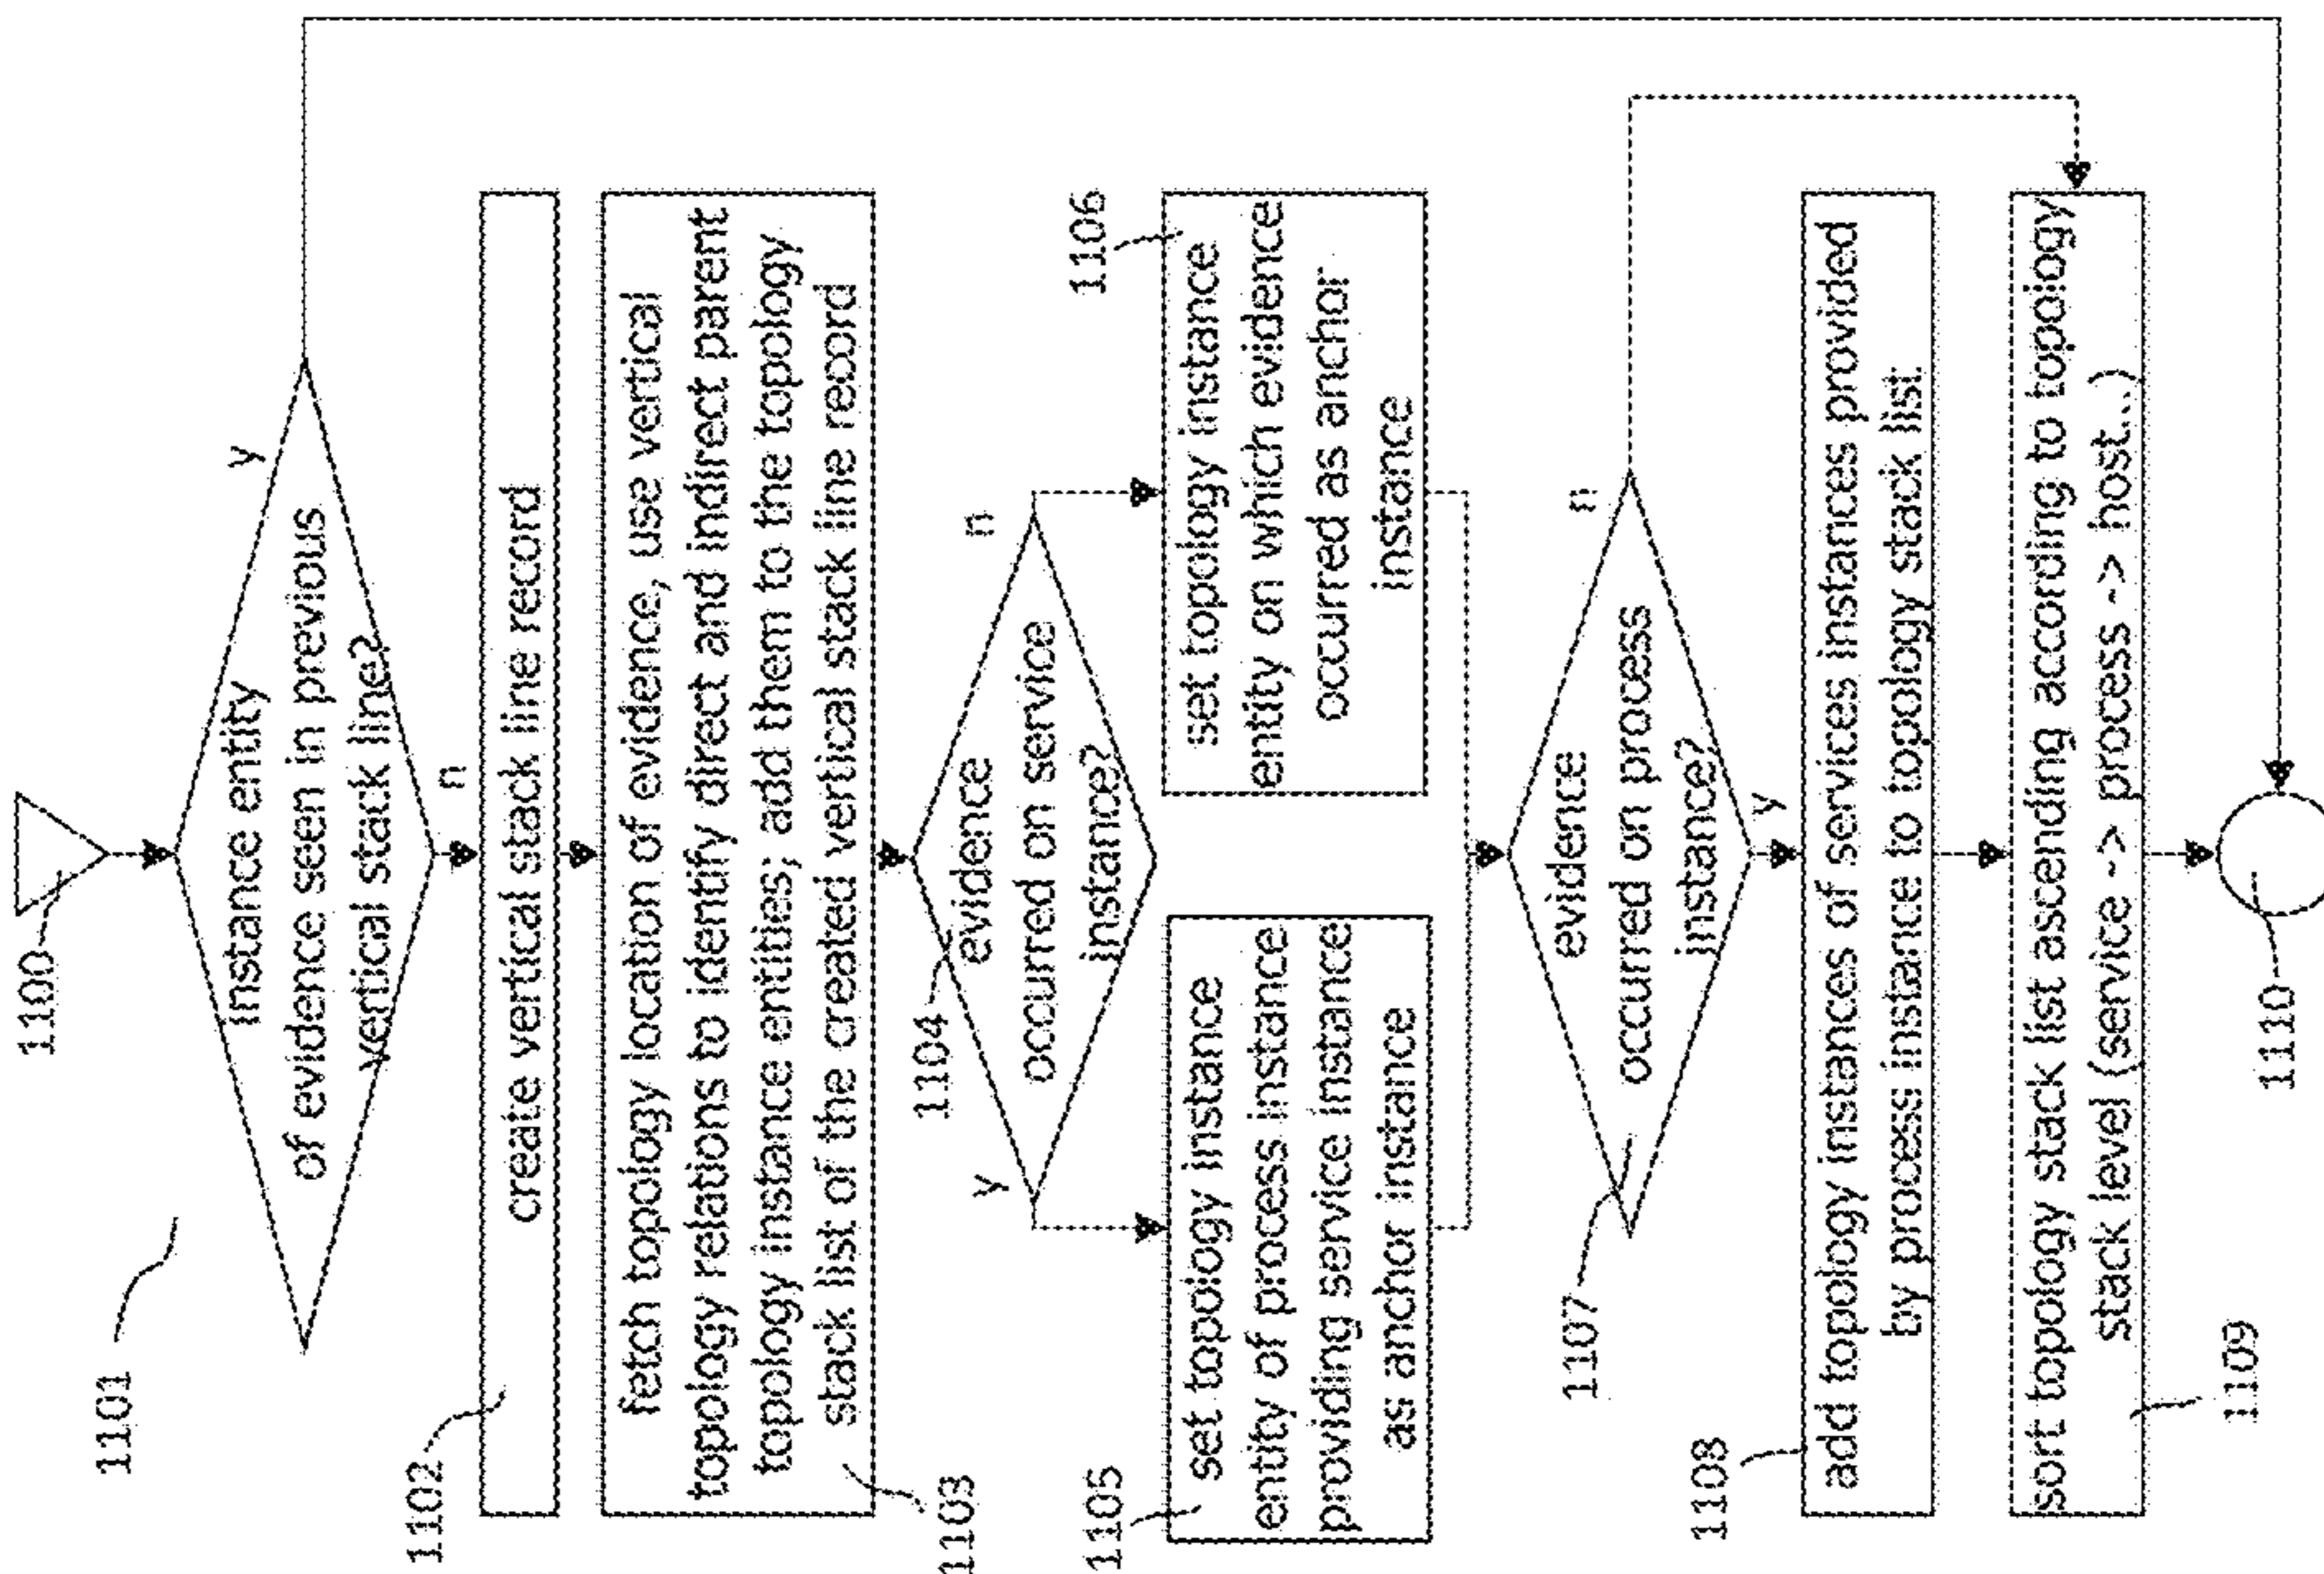 1100
1101
Instance entity
of evidence seen in previous
vertical stack line?
y
n
1102
create vertical stack line record
fetch topology location of evidence, use vertical
topology relations to identify direct and indirect parent
topology instance entities; add them to the topology
stack list of the created vertical stack line record
1103
1104
evidence
occurred on service
instance?
y
n
1105
set topology instance
entity of process instance
providing service instance
as anchor instance
1106
set topology instance
entity on which evidence
occurred as anchor
instance
1107
evidence
occurred on process
instance?
n
y
1108
add topology instances of services instances provided
by process instance to topology stack list
sort topology stack list ascending according to topology
stack level (service -> process -> host..)
1109
1110